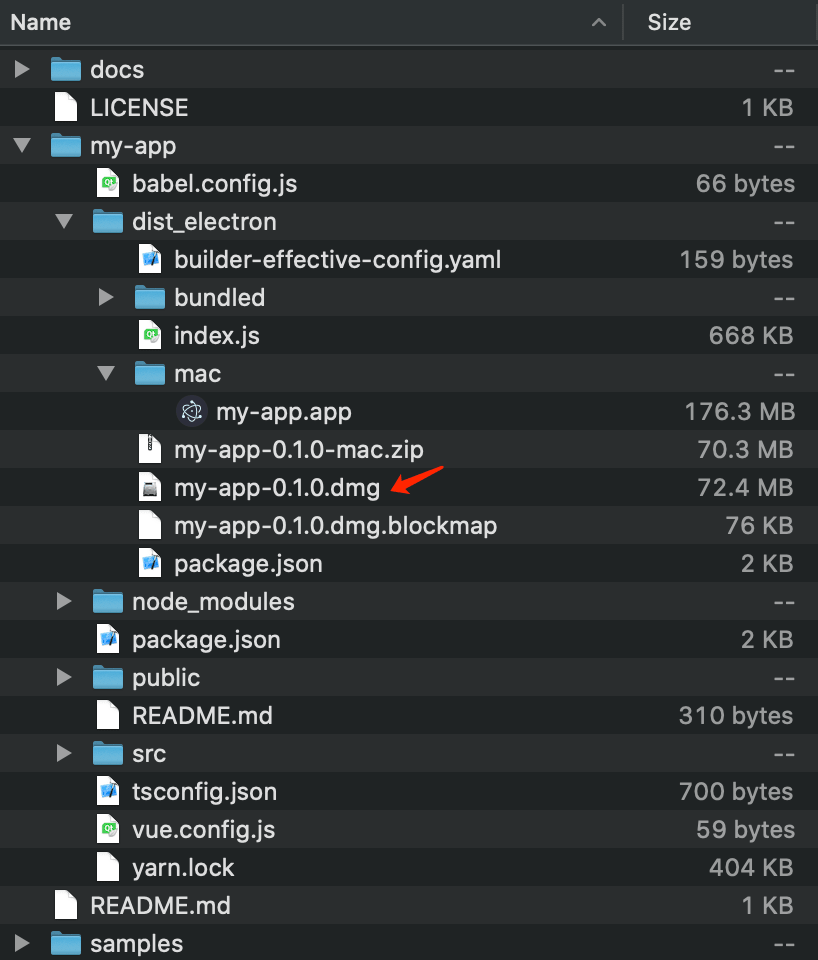 Name Size
docs --
LICENSE 1 KB
my-app --
babel.config.js 66 bytes
dist_electron --
builder-effective-config.yaml 159 bytes
bundled --
index.js 668 KB
mac --
my-app.app 176.3 MB
my-app-0.1.0-mac.zip 70.3 MB
my-app-0.1.0.dmg 72.4 MB
my-app-0.1.0.dmg.blockmap 76 KB
package.json 2 KB
node_modules --
package.json 2 KB
public --
README.md 310 bytes
src --
tsconfig.json 700 bytes
vue.config.js 59 bytes
yarn.lock 404 KB
README.md 1 KB
samples --